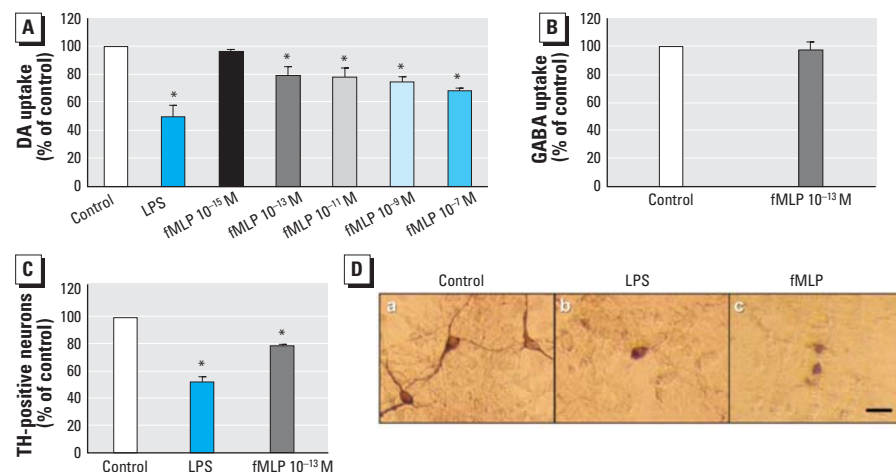 A
DA uptake
(% of control)
120
100
80
60
40
20
0
*
*
*
*
*
Control
LPS
fMLP 10⁻¹⁵ M
fMLP 10⁻¹³ M
fMLP 10⁻¹¹ M
fMLP 10⁻⁹ M
fMLP 10⁻⁷ M
B
GABA uptake
(% of control)
120
100
80
60
40
20
0
Control
fMLP 10⁻¹³ M
C
TH-positive neurons
(% of control)
120
100
80
60
40
20
0
*
*
Control
LPS
fMLP 10⁻¹³ M
D
Control
LPS
fMLP
a
b
c